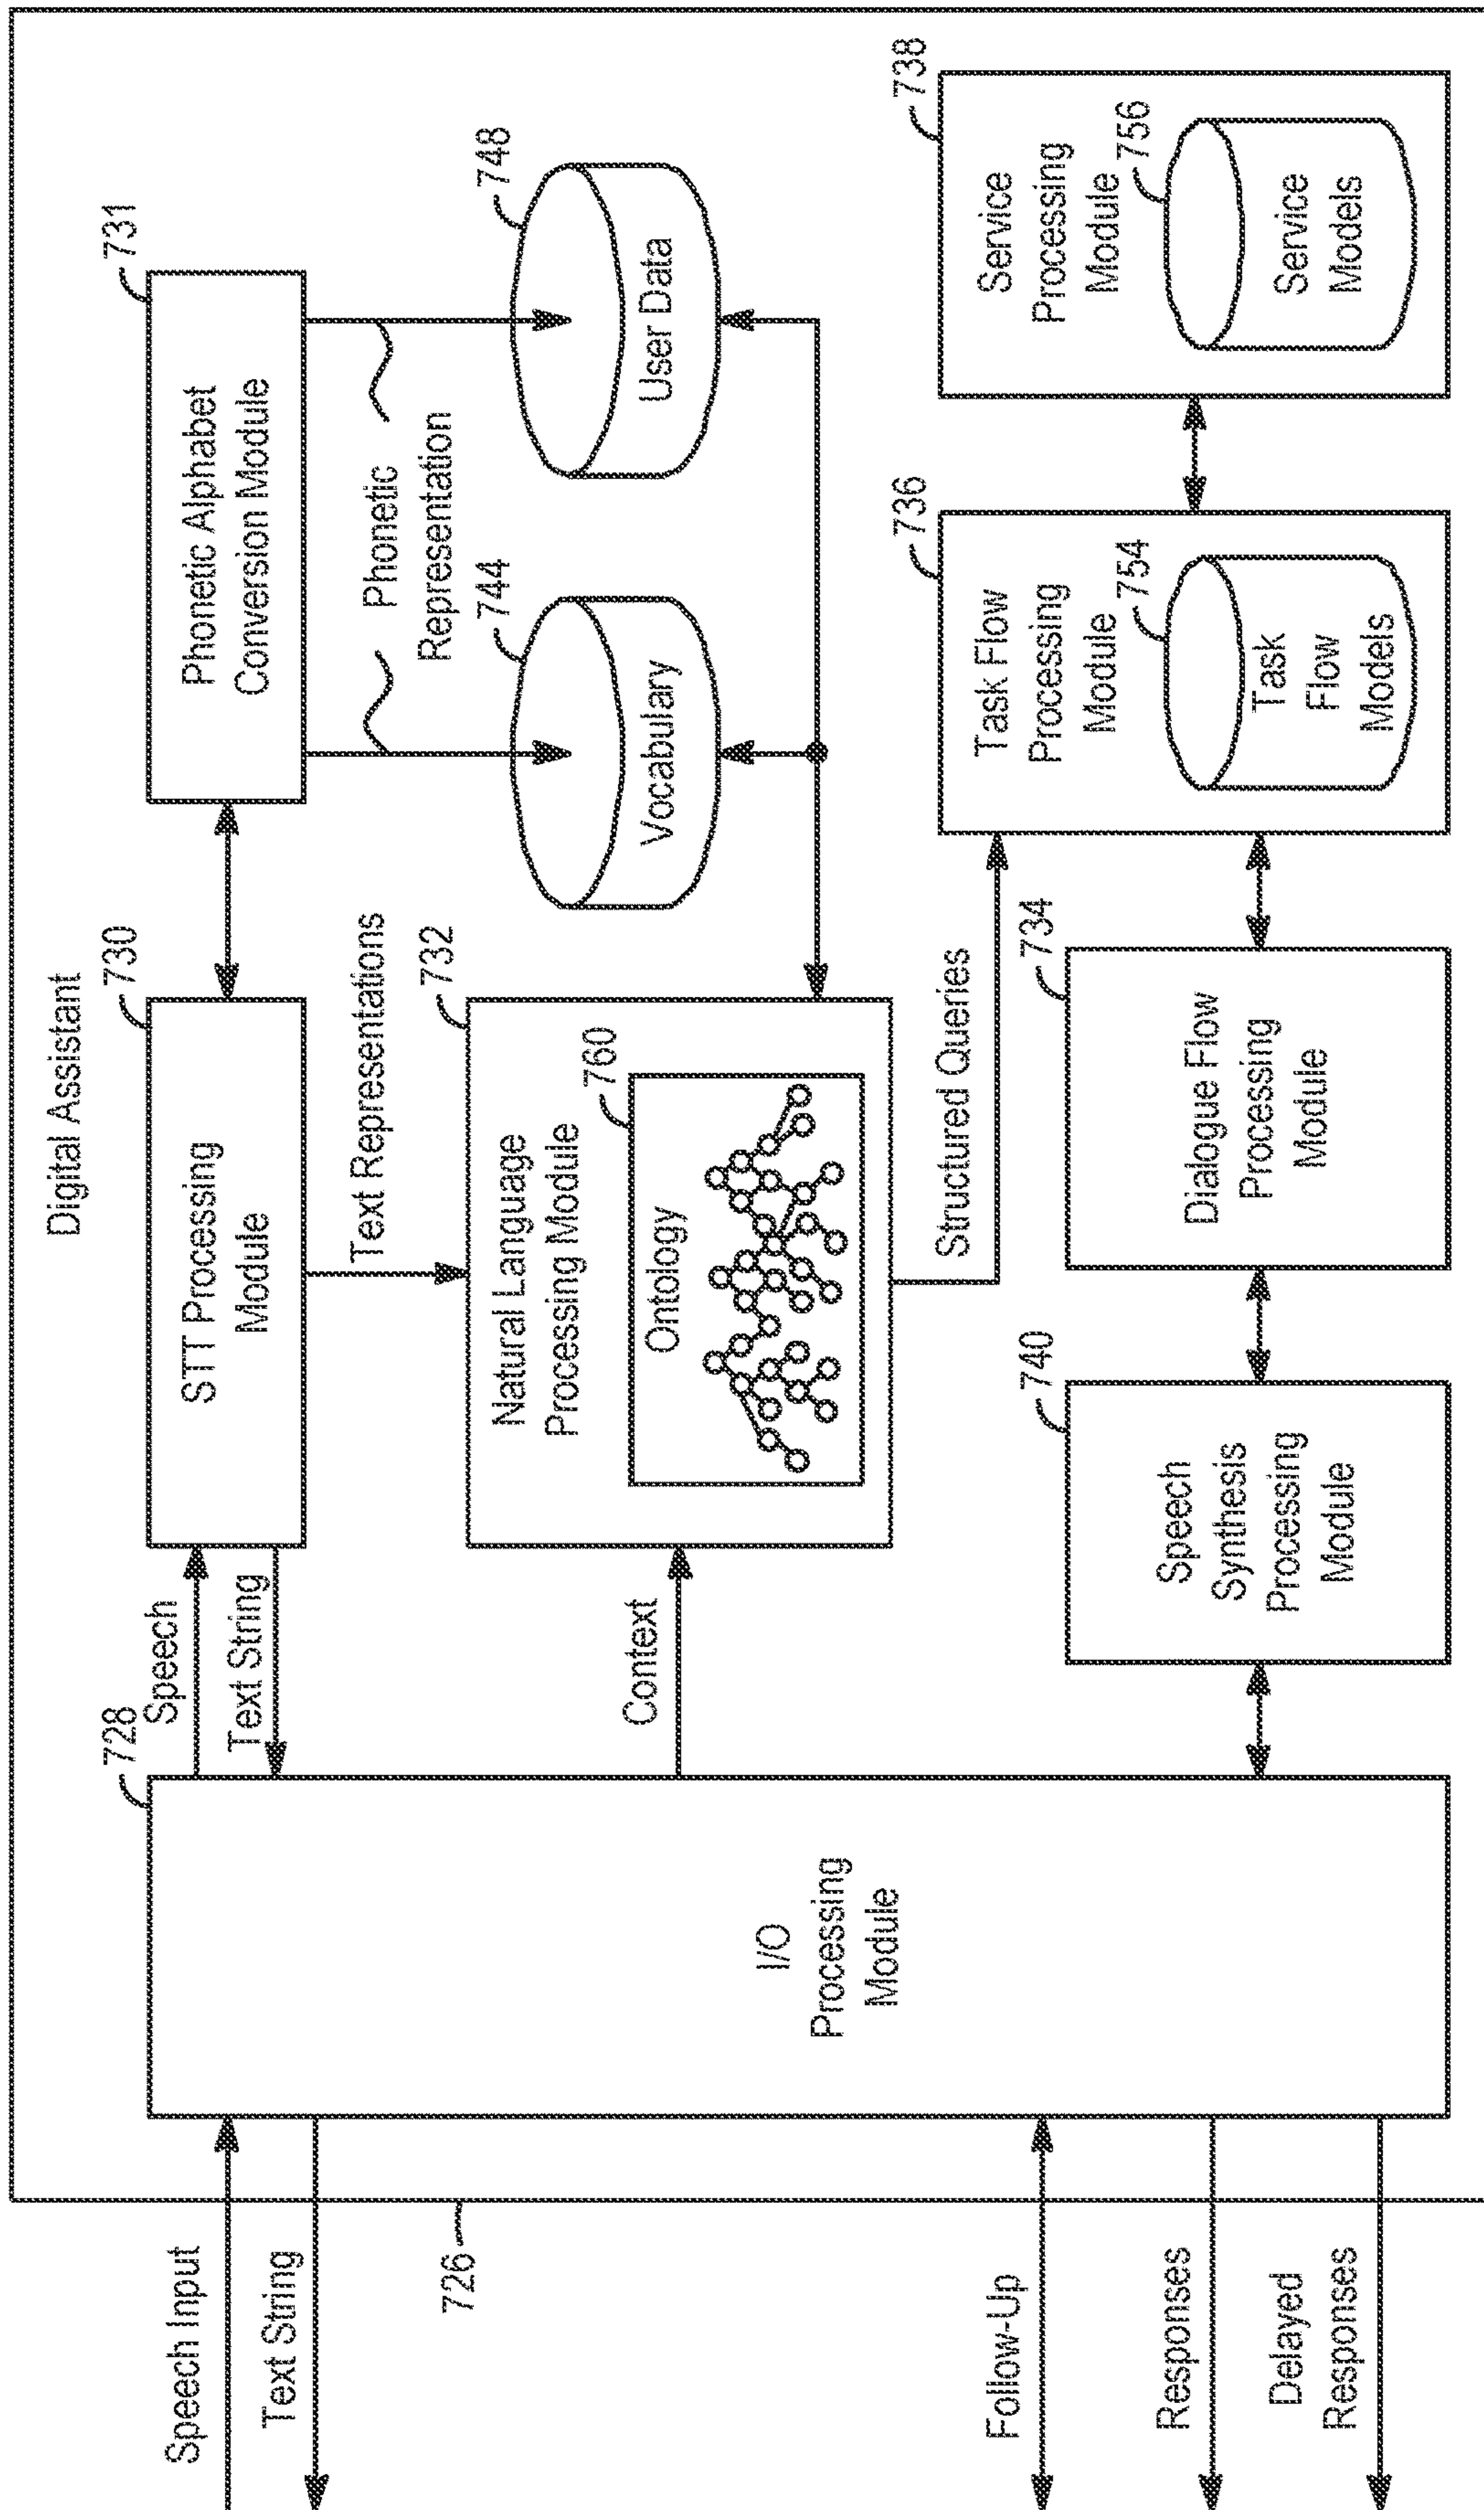 Digital Assistant
Speech Input
Text String
726
728
I/O
Processing
Module
Speech
Text String
730
STT Processing
Module
731
Phonetic Alphabet
Conversion Module
Text Representations
Phonetic
Representation
744
Vocabulary
748
User Data
Context
732
Natural Language
Processing Module
760
Ontology
Structured Queries
Follow-Up
Responses
Delayed
Responses
740
Speech
Synthesis
Processing
Module
734
Dialogue Flow
Processing
Module
736
Task Flow
Processing
Module
754
Task
Flow
Models
738
Service
Processing
Module
756
Service
Models